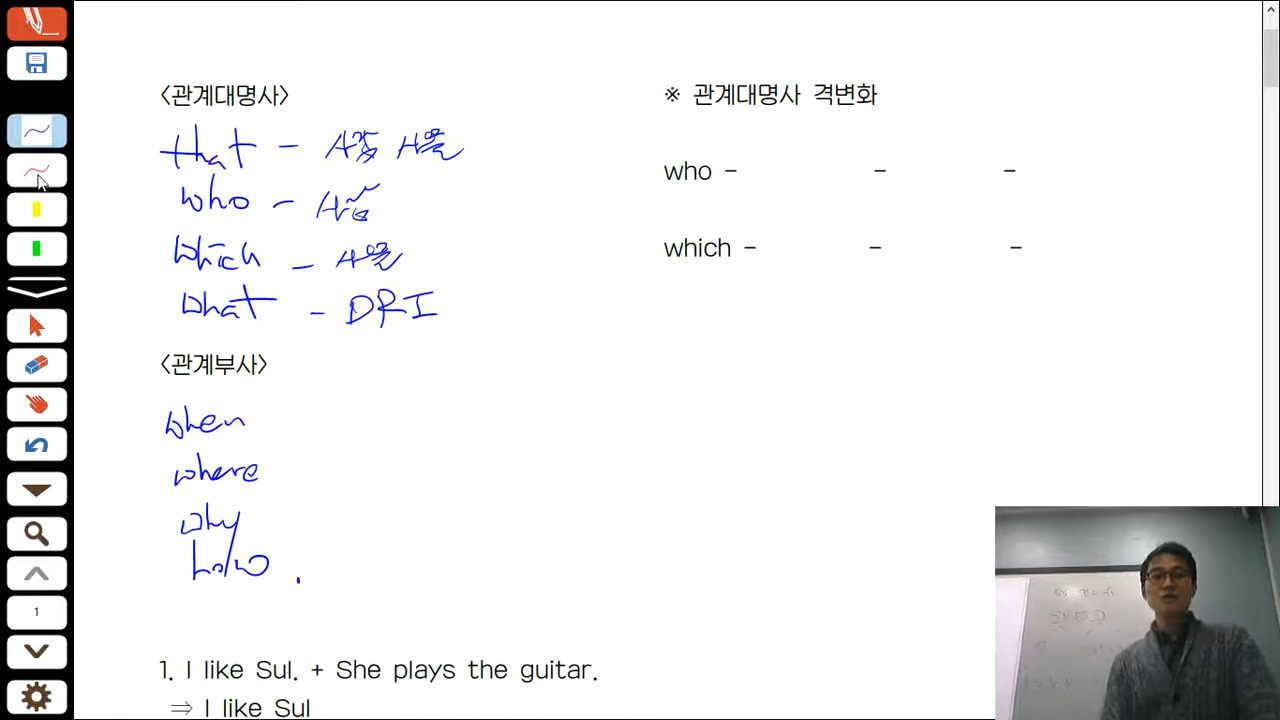 <관계대명사>
that - 사람 사물
who - 사람
which - 사물
what - DRI
<관계부사>
when
where
why
how .
※ 관계대명사 격변화
who - - -
which - - -
1. I like Sul. + She plays the guitar.
⇒ I like Sul
1